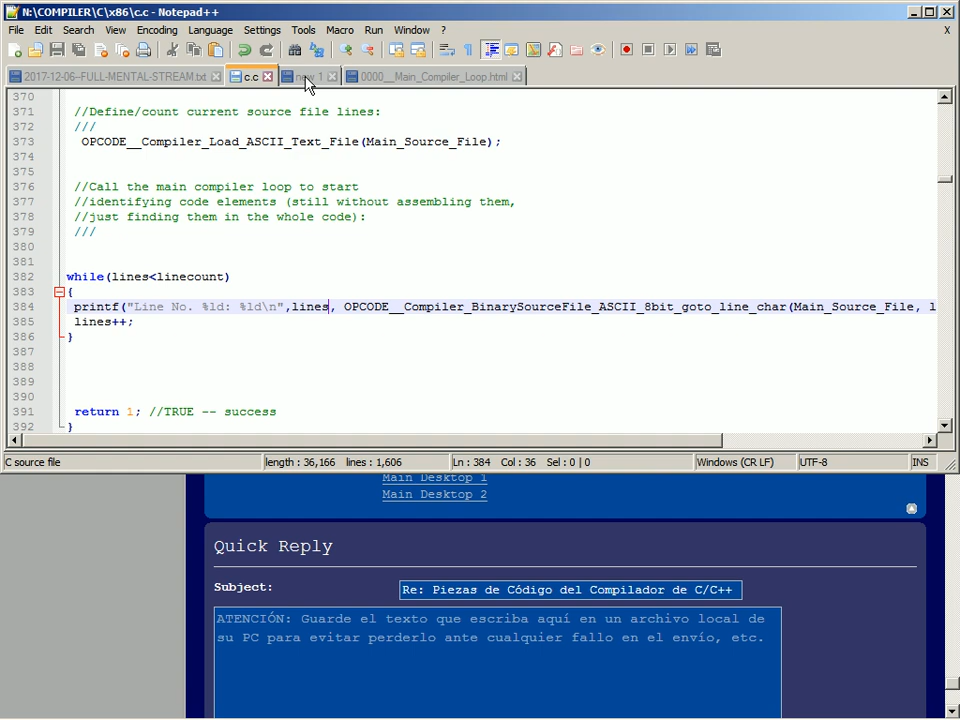 N:\COMPILER\C\x86\c.c - Notepad++
File Edit Search View Encoding Language Settings Tools Macro Run Window ? X
2017-12-06--FULL-MENTAL-STREAM.txt c.c new 1 0000__Main_Compiler_Loop.html
370
371 //Define/count current source file lines:
372 ///
373 OPCODE__Compiler_Load_ASCII_Text_File(Main_Source_File);
374
375
376 //Call the main compiler loop to start
377 //identifying code elements (still without assembling them,
378 //just finding them in the whole code):
379 ///
380
381
382 while(lines<linecount)
383 {
384 printf("Line No. %ld: %ld\n",lines, OPCODE__Compiler_BinarySourceFile_ASCII_8bit_goto_line_char(Main_Source_File, l
385 lines++;
386 }
387
388
389
390
391 return 1; //TRUE -- success
392 }
C source file length : 36,166 lines : 1,606 Ln : 384 Col : 36 Sel : 0 | 0 Windows (CR LF) UTF-8 INS
Main Desktop 1
Main Desktop 2
Quick Reply
Subject: Re: Piezas de Código del Compilador de C/C++
ATENCIÓN: Guarde el texto que escriba aquí en un archivo local de
su PC para evitar perderlo ante cualquier fallo en el envío, etc.